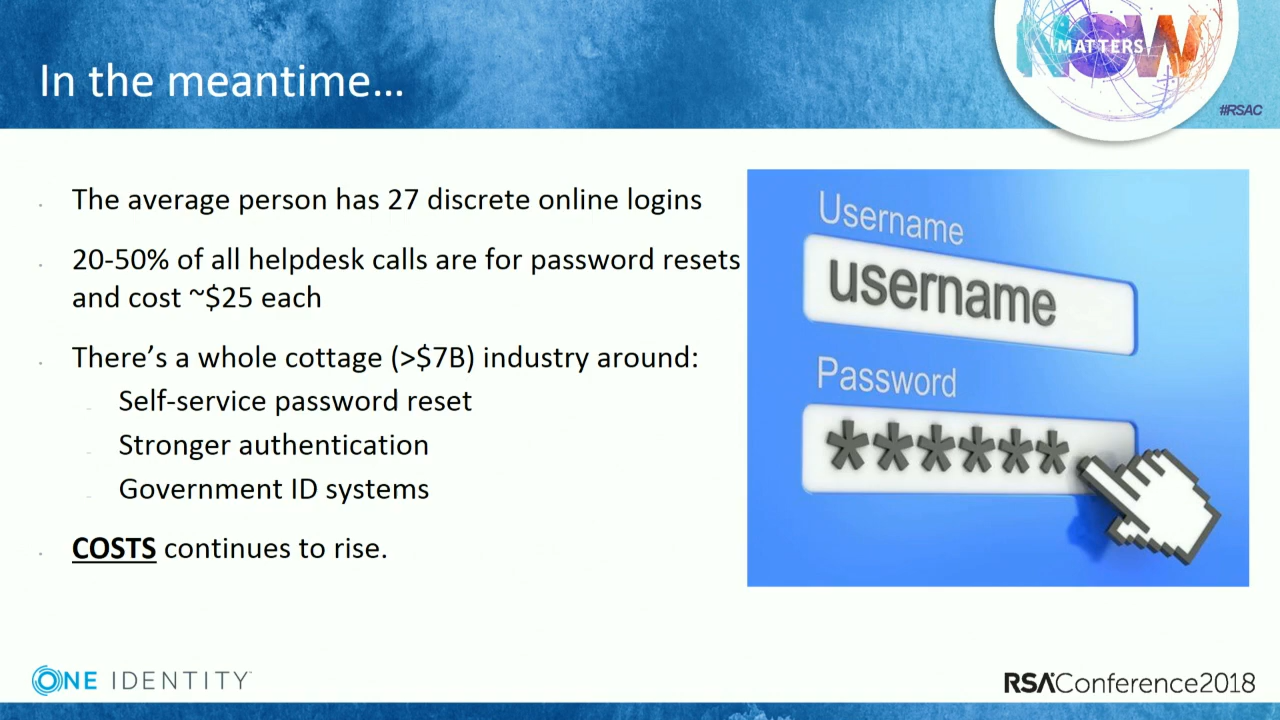 In the meantime...
NOW
MATTERS
#RSAC
The average person has 27 discrete online logins
20-50% of all helpdesk calls are for password resets
and cost ~$25 each
There's a whole cottage (>$7B) industry around:
Self-service password reset
Stronger authentication
Government ID systems
COSTS continues to rise.
Username
username
Password
******
ONE IDENTITY
RSAConference2018